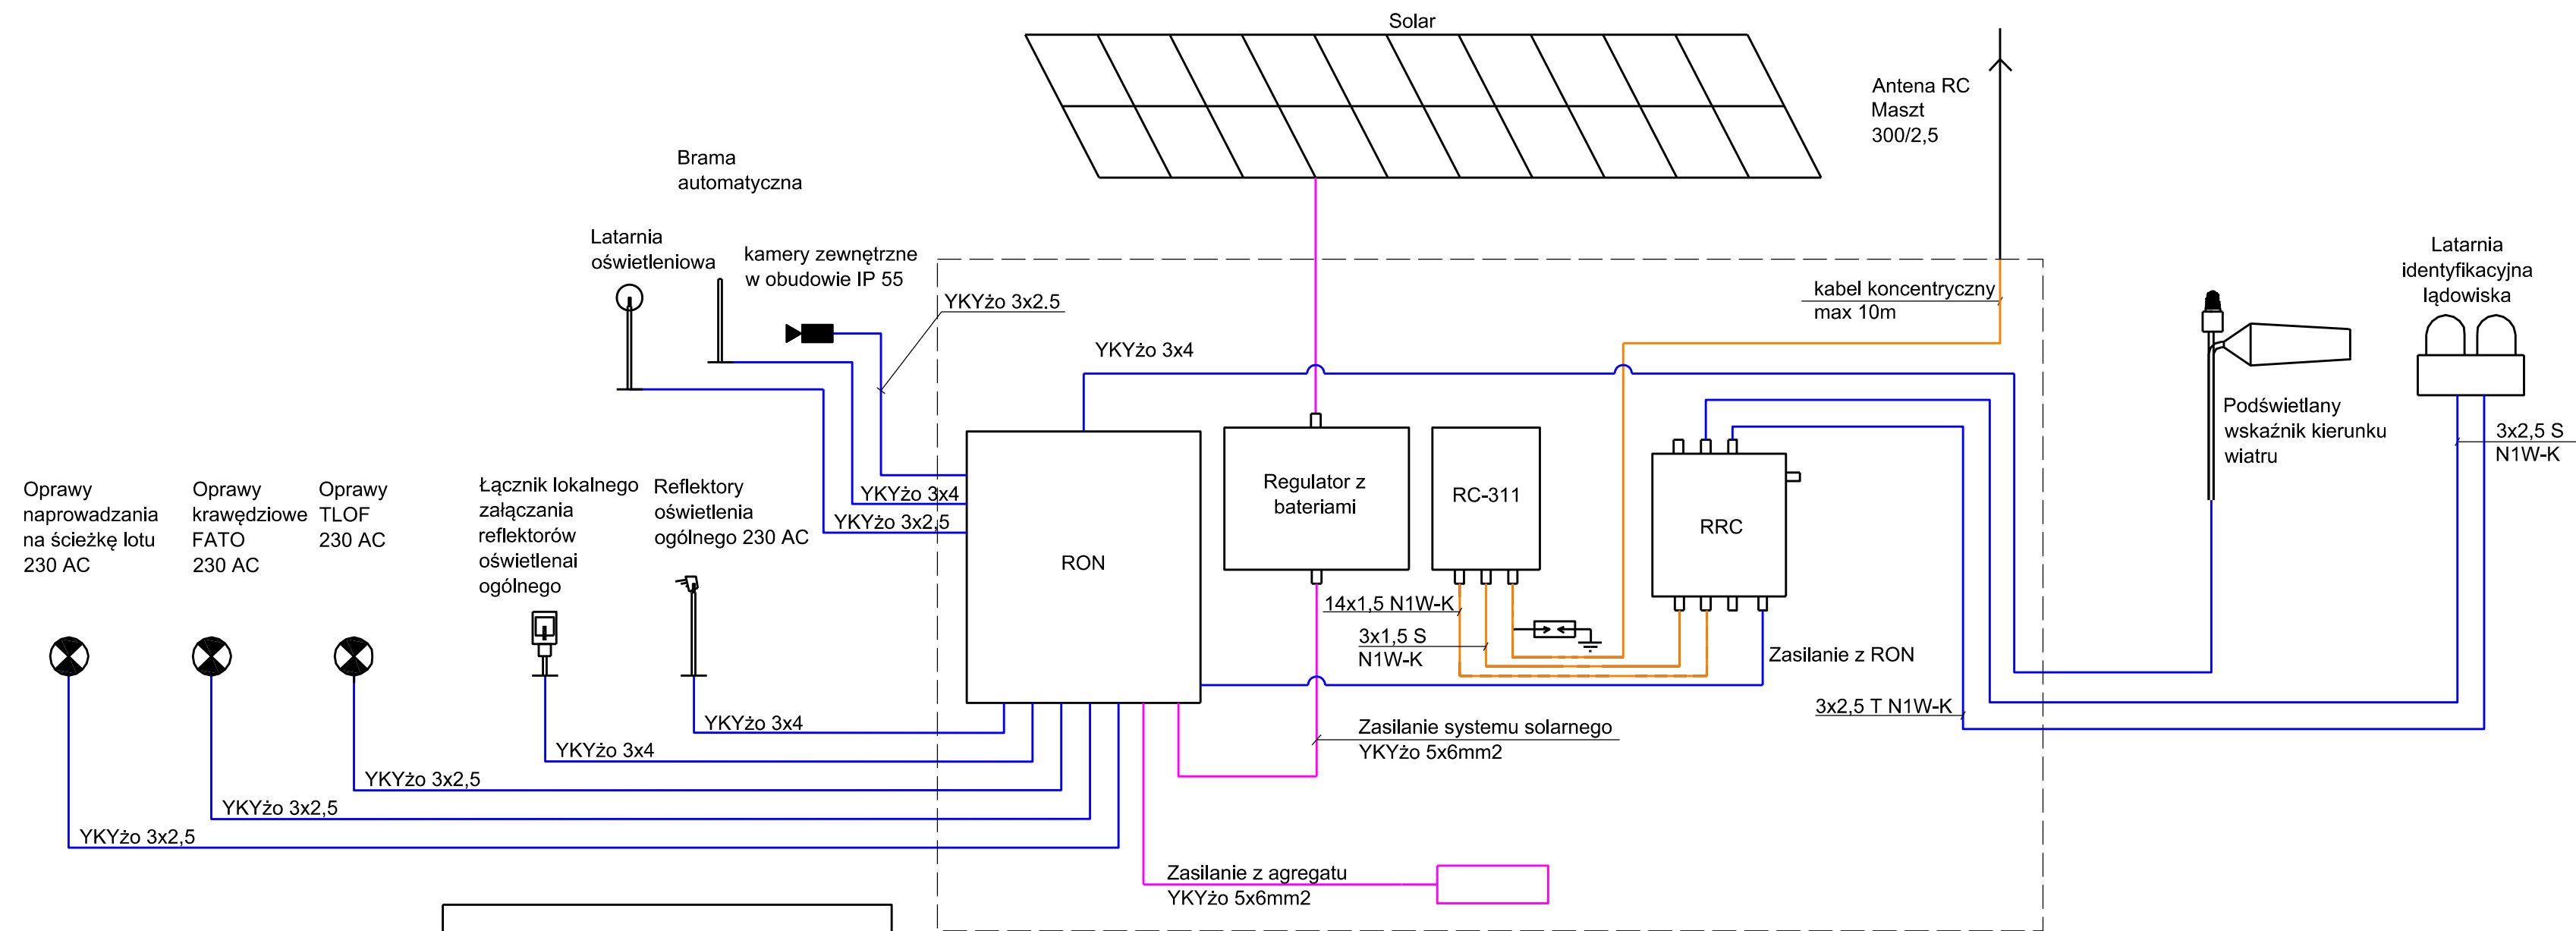 Solar
Antena RC
Maszt
300/2,5
Brama
automatyczna
Latarnia
oświetleniowa
kamery zewnętrzne
w obudowie IP 55
YKYżo 3x2.5
kabel koncentryczny
max 10m
Latarnia
identyfikacyjna
lądowiska
YKYżo 3x4
Podświetlany
wskaźnik kierunku
wiatru
3x2,5 S
N1W-K
Oprawy
naprowadzania
na ścieżkę lotu
230 AC
Oprawy
krawędziowe
FATO
230 AC
Oprawy
TLOF
230 AC
Łącznik lokalnego
załączania
reflektorów
oświetlenai
ogólnego
Reflektory
oświetlenia
ogólnego 230 AC
YKYżo 3x4
YKYżo 3x2,5
RON
Regulator z
bateriami
RC-311
RRC
14x1,5 N1W-K
3x1,5 S
N1W-K
Zasilanie z RON
3x2,5 T N1W-K
YKYżo 3x4
YKYżo 3x4
YKYżo 3x2,5
YKYżo 3x2,5
YKYżo 3x2,5
Zasilanie systemu solarnego
YKYżo 5x6mm2
Zasilanie z agregatu
YKYżo 5x6mm2